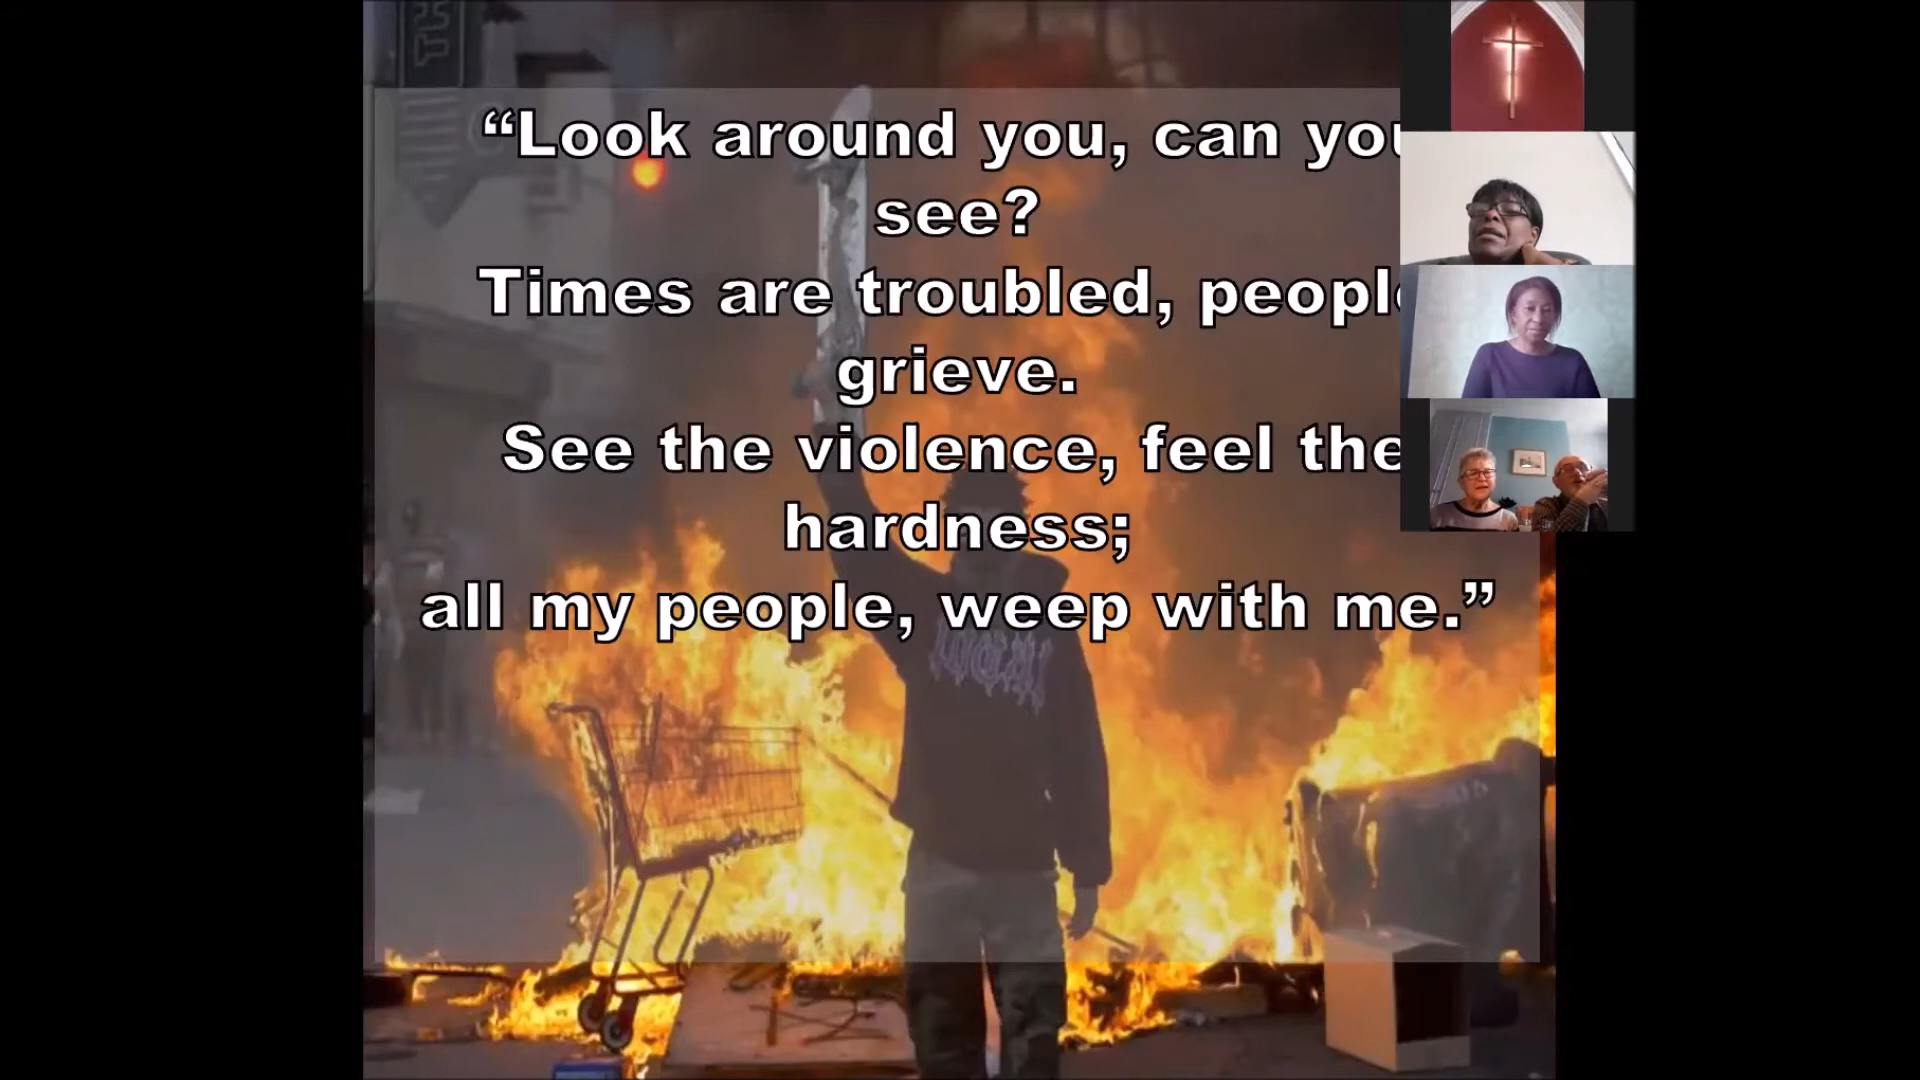 “Look around you, can you
see?
Times are troubled, people
grieve.
See the violence, feel the
hardness;
all my people, weep with me.”